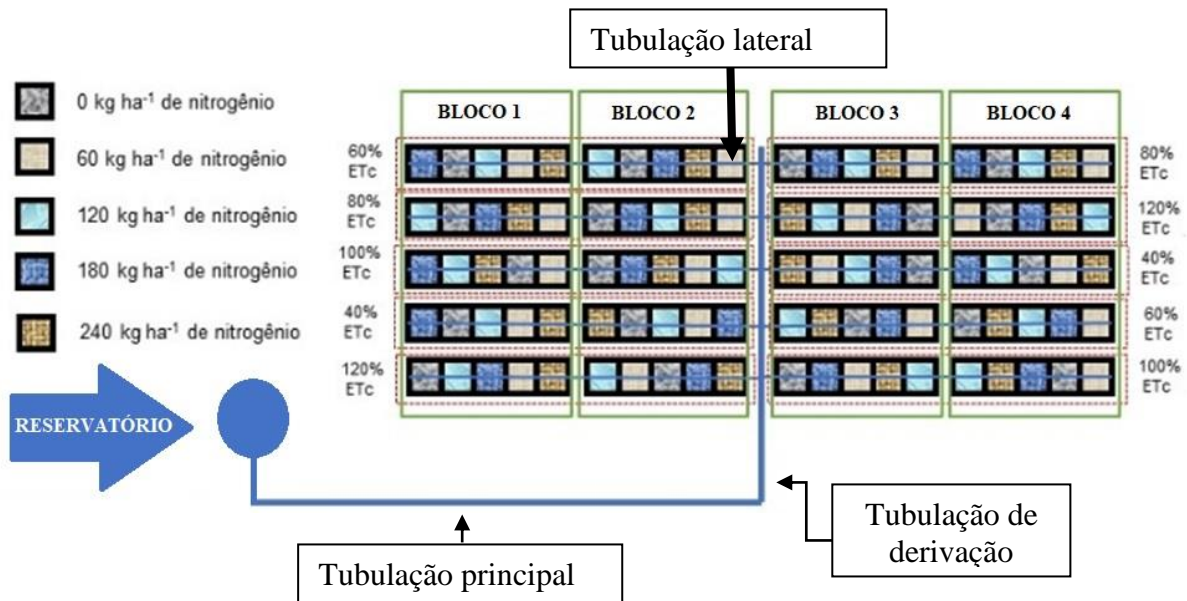 Tubulação lateral
0 kg ha⁻¹ de nitrogênio
60 kg ha⁻¹ de nitrogênio
120 kg ha⁻¹ de nitrogênio
180 kg ha⁻¹ de nitrogênio
240 kg ha⁻¹ de nitrogênio
BLOCO 1
BLOCO 2
BLOCO 3
BLOCO 4
60%
ETc
80%
ETc
100%
ETc
40%
ETc
120%
ETc
80%
ETc
120%
ETc
40%
ETc
60%
ETc
100%
ETc
RESERVATÓRIO
Tubulação de
derivação
Tubulação principal